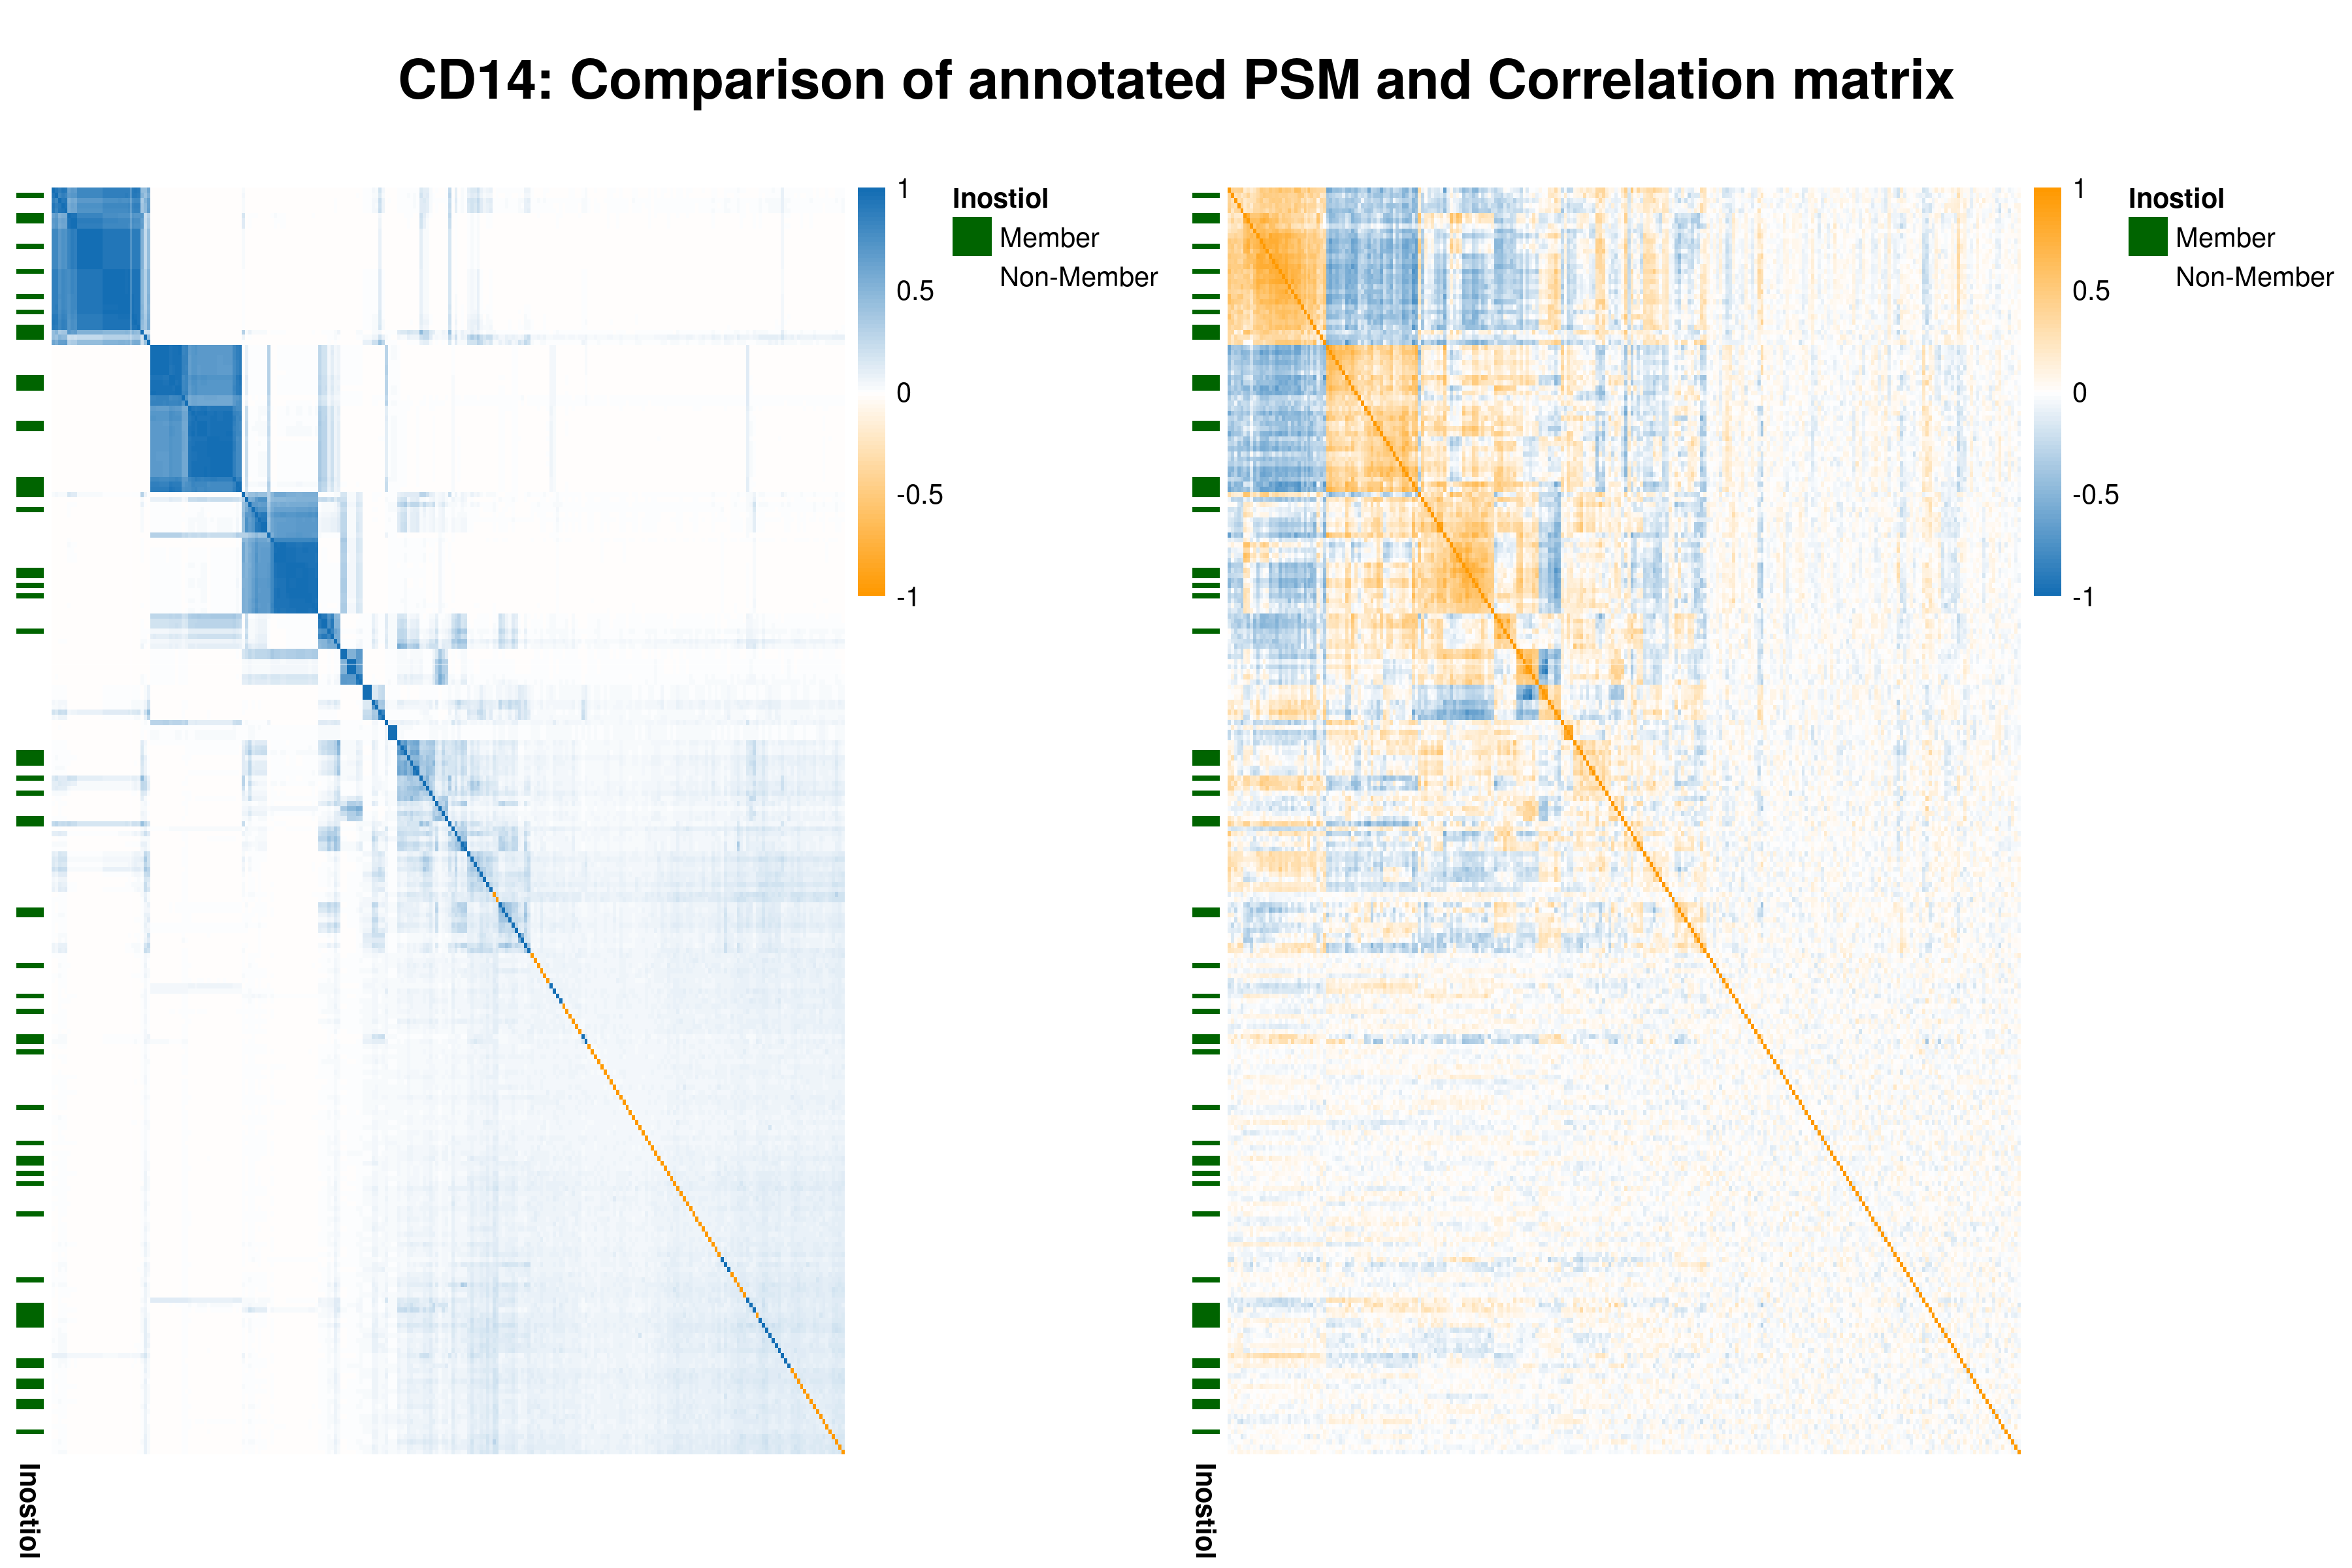 CD14: Comparison of annotated PSM and Correlation matrix
1
0.5
0
-0.5
-1
Inostiol
Member
Non-Member
Inostiol
1
0.5
0
-0.5
-1
Inostiol
Member
Non-Member
Inostiol